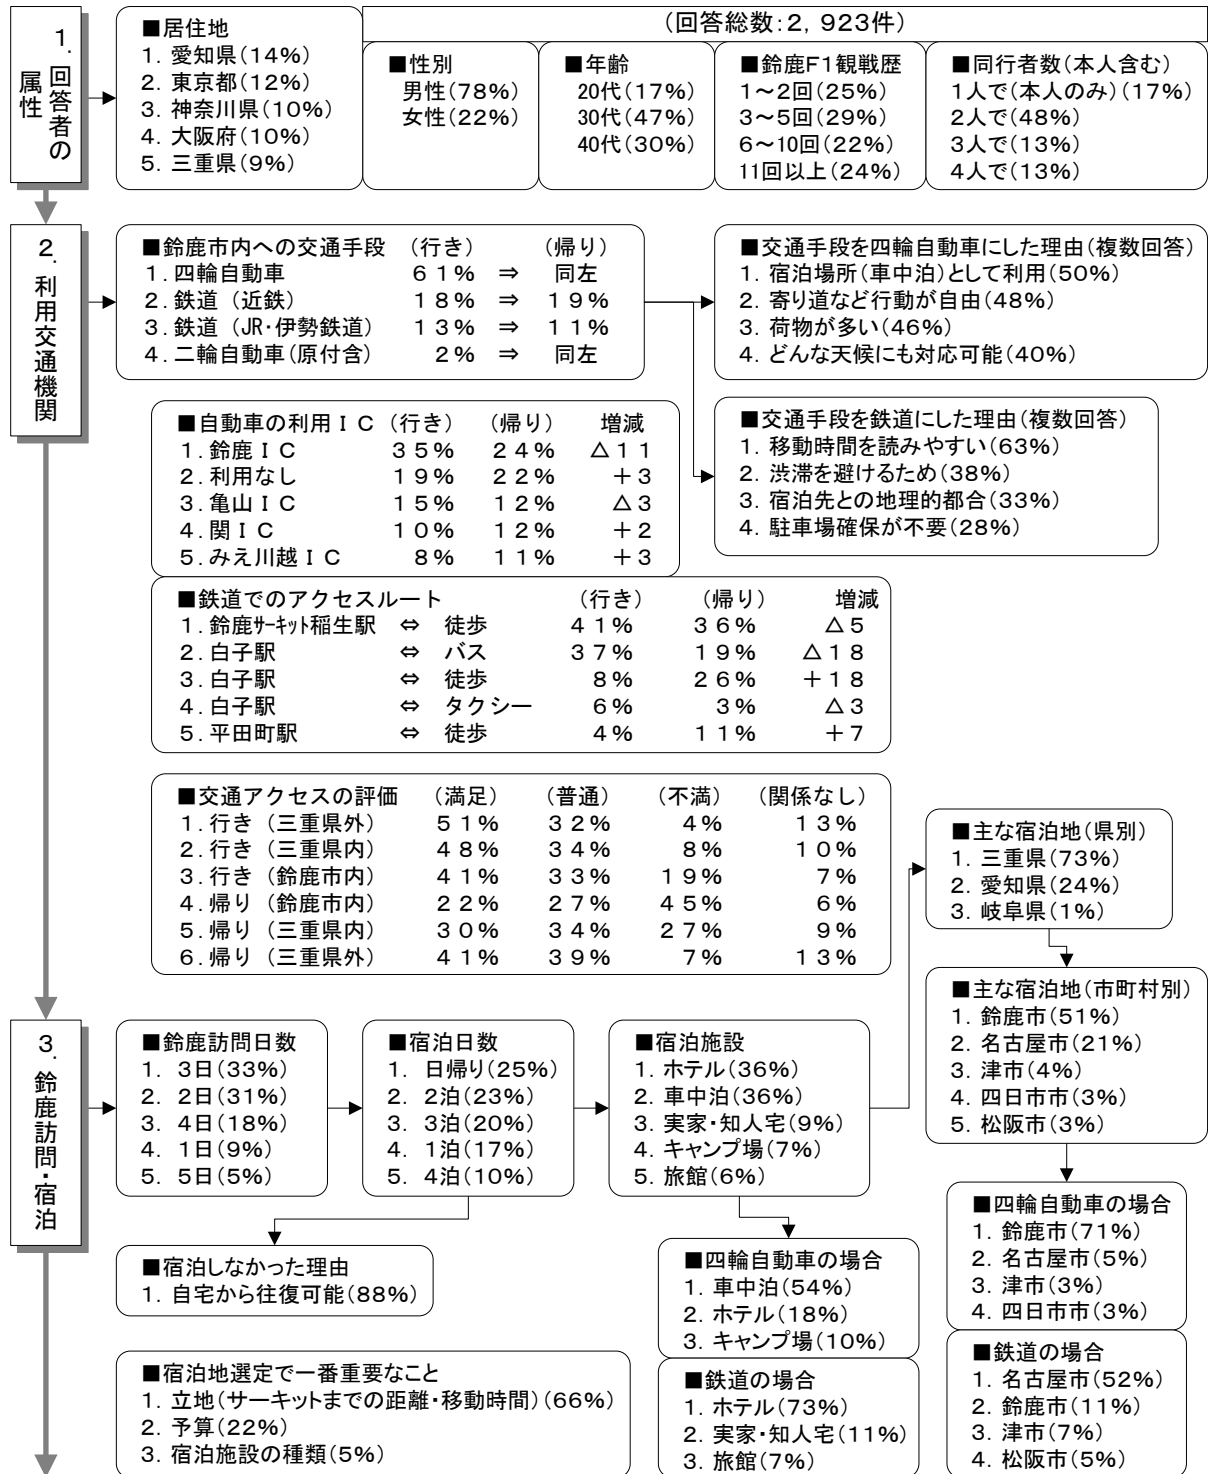 1. 回答者の属性
■居住地
1. 愛知県(14%)
2. 東京都(12%)
3. 神奈川県(10%)
4. 大阪府(10%)
5. 三重県(9%)
(回答総数:2,923件)
■性別
男性(78%)
女性(22%)
■年齢
20代(17%)
30代(47%)
40代(30%)
■鈴鹿F1観戦歴
1～2回(25%)
3～5回(29%)
6～10回(22%)
11回以上(24%)
■同行者数(本人含む)
1人で(本人のみ)(17%)
2人で(48%)
3人で(13%)
4人で(13%)
2. 利用交通機関
■鈴鹿市内への交通手段 (行き) (帰り)
1.四輪自動車 61% ⇒ 同左
2.鉄道(近鉄) 18% ⇒ 19%
3.鉄道(JR・伊勢鉄道) 13% ⇒ 11%
4.二輪自動車(原付含) 2% ⇒ 同左
■交通手段を四輪自動車にした理由(複数回答)
1. 宿泊場所(車中泊)として利用(50%)
2. 寄り道など行動が自由(48%)
3. 荷物が多い(46%)
4. どんな天候にも対応可能(40%)
■交通手段を鉄道にした理由(複数回答)
1. 移動時間を読みやすい(63%)
2. 渋滞を避けるため(38%)
3. 宿泊先との地理的都合(33%)
4. 駐車場確保が不要(28%)
■自動車の利用IC (行き) (帰り) 増減
1.鈴鹿IC 35% 24% △11
2.利用なし 19% 22% +3
3.亀山IC 15% 12% △3
4.関IC 10% 12% +2
5.みえ川越IC 8% 11% +3
■鉄道でのアクセスルート (行き) (帰り) 増減
1.鈴鹿ｻｰｷｯﾄ稲生駅 ⇔ 徒歩 41% 36% △5
2.白子駅 ⇔ バス 37% 19% △18
3.白子駅 ⇔ 徒歩 8% 26% +18
4.白子駅 ⇔ タクシー 6% 3% △3
5.平田町駅 ⇔ 徒歩 4% 11% +7
■交通アクセスの評価 (満足) (普通) (不満) (関係なし)
1.行き(三重県外) 51% 32% 4% 13%
2.行き(三重県内) 48% 34% 8% 10%
3.行き(鈴鹿市内) 41% 33% 19% 7%
4.帰り(鈴鹿市内) 22% 27% 45% 6%
5.帰り(三重県内) 30% 34% 27% 9%
6.帰り(三重県外) 41% 39% 7% 13%
■主な宿泊地(県別)
1. 三重県(73%)
2. 愛知県(24%)
3. 岐阜県(1%)
■主な宿泊地(市町村別)
1. 鈴鹿市(51%)
2. 名古屋市(21%)
3. 津市(4%)
4. 四日市市(3%)
5. 松阪市(3%)
3. 鈴鹿訪問・宿泊
■鈴鹿訪問日数
1. 3日(33%)
2. 2日(31%)
3. 4日(18%)
4. 1日(9%)
5. 5日(5%)
■宿泊日数
1. 日帰り(25%)
2. 2泊(23%)
3. 3泊(20%)
4. 1泊(17%)
5. 4泊(10%)
■宿泊施設
1. ホテル(36%)
2. 車中泊(36%)
3. 実家・知人宅(9%)
4. キャンプ場(7%)
5. 旅館(6%)
■宿泊しなかった理由
1. 自宅から往復可能(88%)
■四輪自動車の場合
1. 車中泊(54%)
2. ホテル(18%)
3. キャンプ場(10%)
■四輪自動車の場合
1. 鈴鹿市(71%)
2. 名古屋市(5%)
3. 津市(3%)
4. 四日市市(3%)
■宿泊地選定で一番重要なこと
1. 立地(サーキットまでの距離・移動時間)(66%)
2. 予算(22%)
3. 宿泊施設の種類(5%)
■鉄道の場合
1. ホテル(73%)
2. 実家・知人宅(11%)
3. 旅館(7%)
■鉄道の場合
1. 名古屋市(52%)
2. 鈴鹿市(11%)
3. 津市(7%)
4. 松阪市(5%)